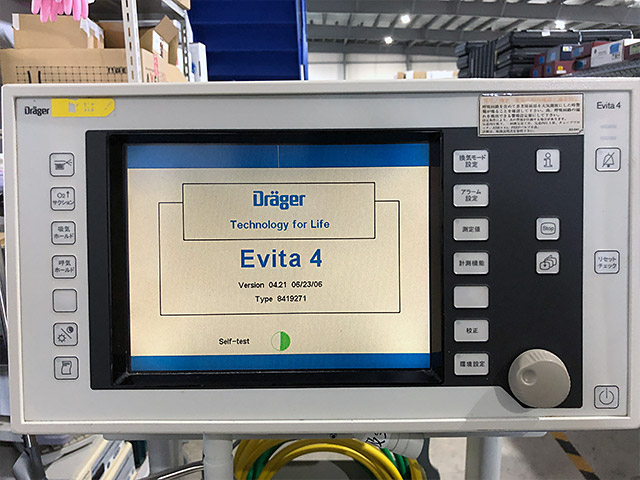 Dräger
Evita 4
Dräger
Technology for Life
Evita 4
Version 04.21 06/23/06
Type 8419271
Self-test
O₂↑
サクション
吸気
ホールド
呼気
ホールド
換気モード
設定
アラーム
設定
測定値
計測機能
校正
環境設定
i
Stop
リセット
チェック